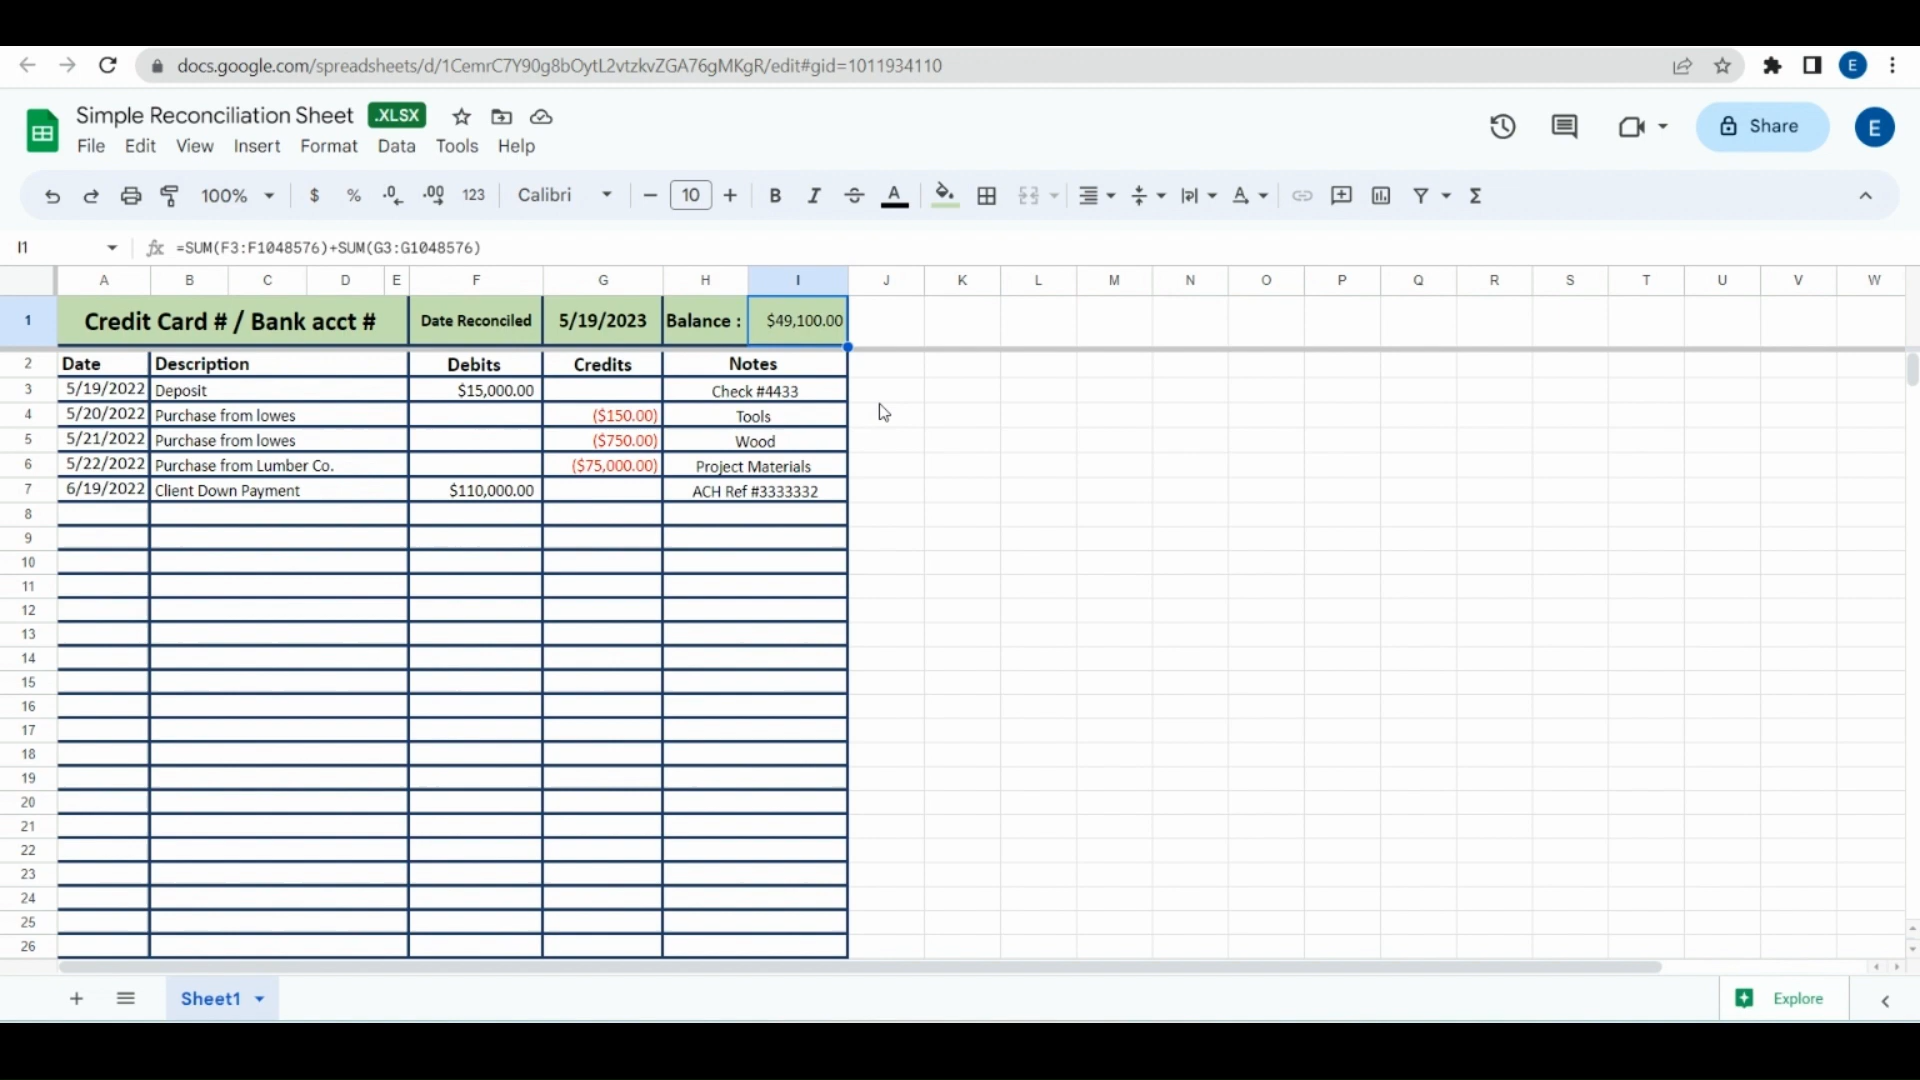 docs.google.com/spreadsheets/d/1CemrC7Y90g8bOytL2vtzkvZGA76gMKgR/edit#gid=1011934110
E
Simple Reconciliation Sheet .XLSX
Share
E
File Edit View Insert Format Data Tools Help
100% $ % .0 .00 123 Calibri 10 B I S A A Σ
I1 fx =SUM(F3:F1048576)+SUM(G3:G1048576)
A B C D E F G H I J K L M N O P Q R S T U V W
1 Credit Card # / Bank acct # Date Reconciled 5/19/2023 Balance : $49,100.00
2 Date Description Debits Credits Notes
3 5/19/2022 Deposit $15,000.00 Check #4433
4 5/20/2022 Purchase from lowes ($150.00) Tools
5 5/21/2022 Purchase from lowes ($750.00) Wood
6 5/22/2022 Purchase from Lumber Co. ($75,000.00) Project Materials
7 6/19/2022 Client Down Payment $110,000.00 ACH Ref #3333332
8
9
10
11
12
13
14
15
16
17
18
19
20
21
22
23
24
25
26
Sheet1
Explore